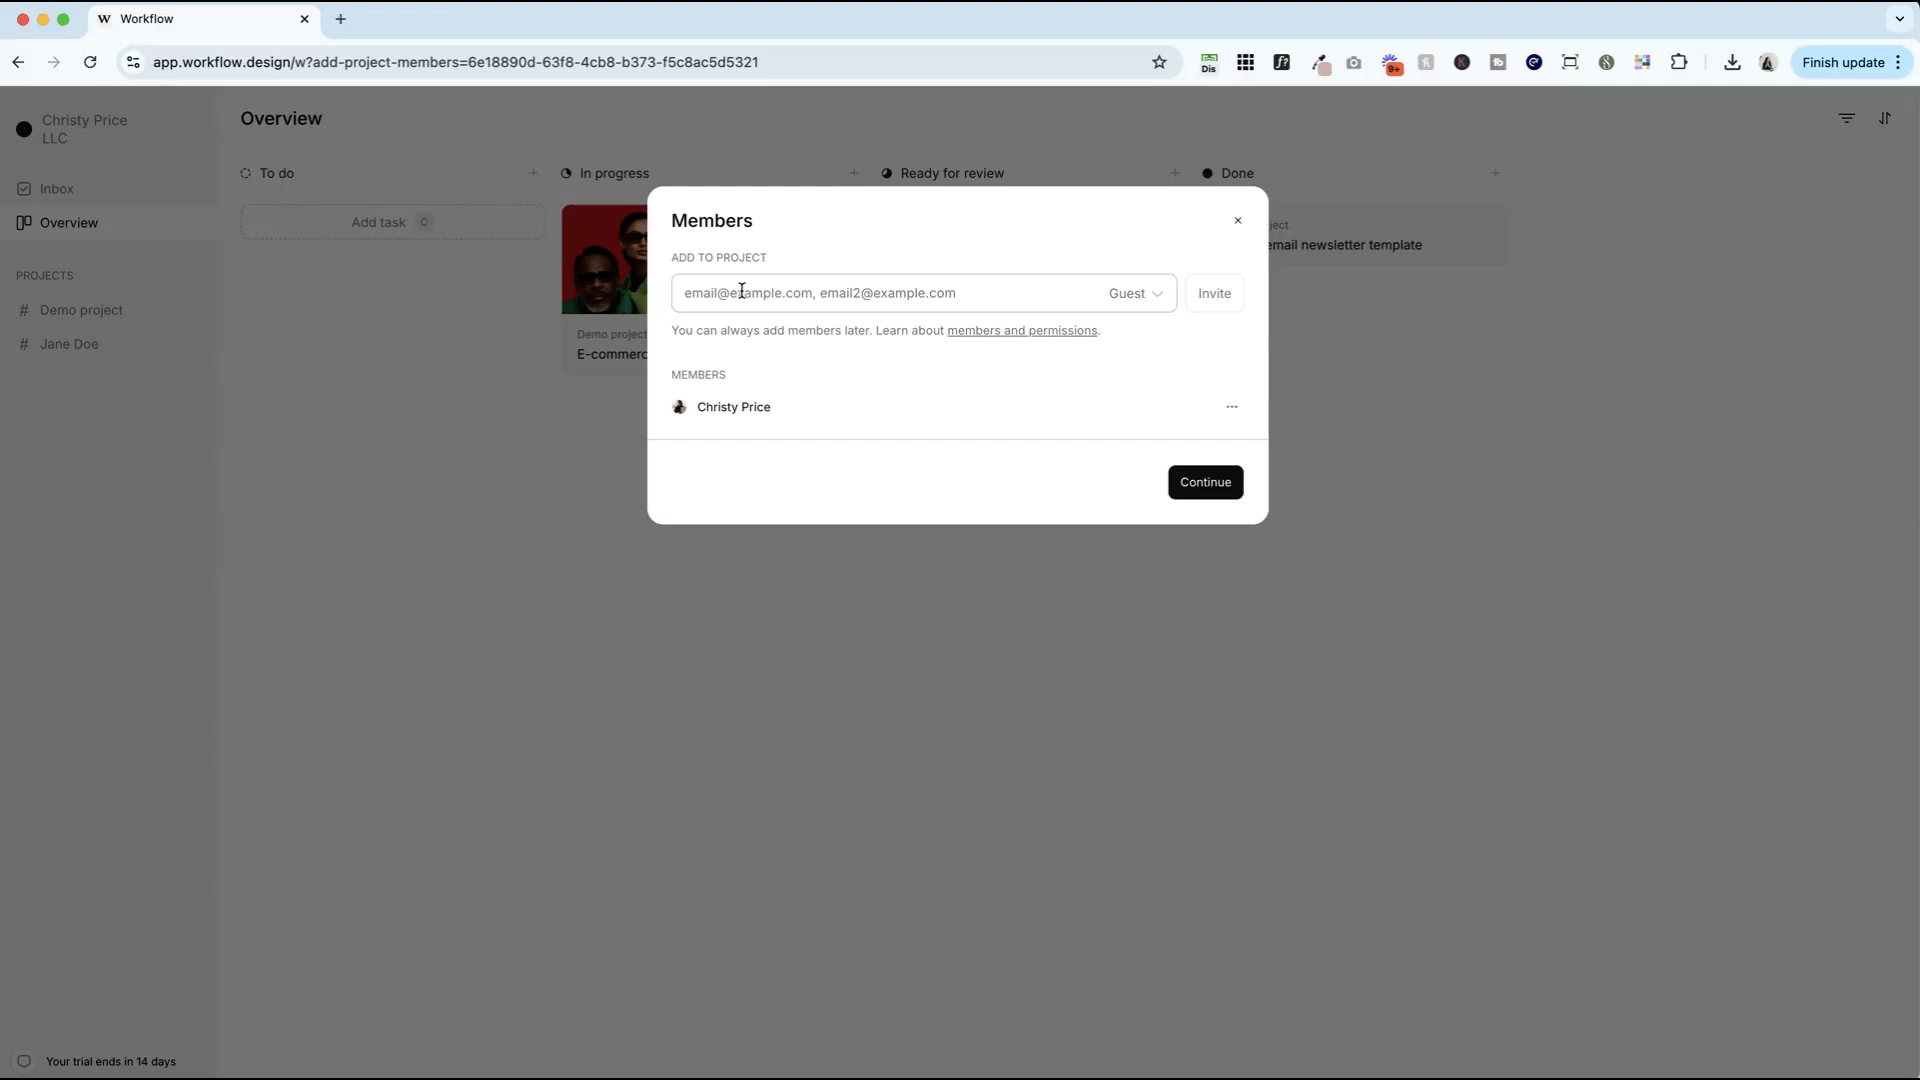 W Workflow
app.workflow.design/w?add-project-members=6e18890d-63f8-4cb8-b373-f5c8ac5d5321
Dis
f?
9+
Finish update
Christy Price
LLC
Inbox
Overview
PROJECTS
# Demo project
# Jane Doe
Your trial ends in 14 days
Overview
To do
In progress
Ready for review
Done
Add task C
Demo project
E-commerc
ject
email newsletter template
Members
ADD TO PROJECT
email@example.com, email2@example.com
Guest
Invite
You can always add members later. Learn about members and permissions.
MEMBERS
Christy Price
Continue